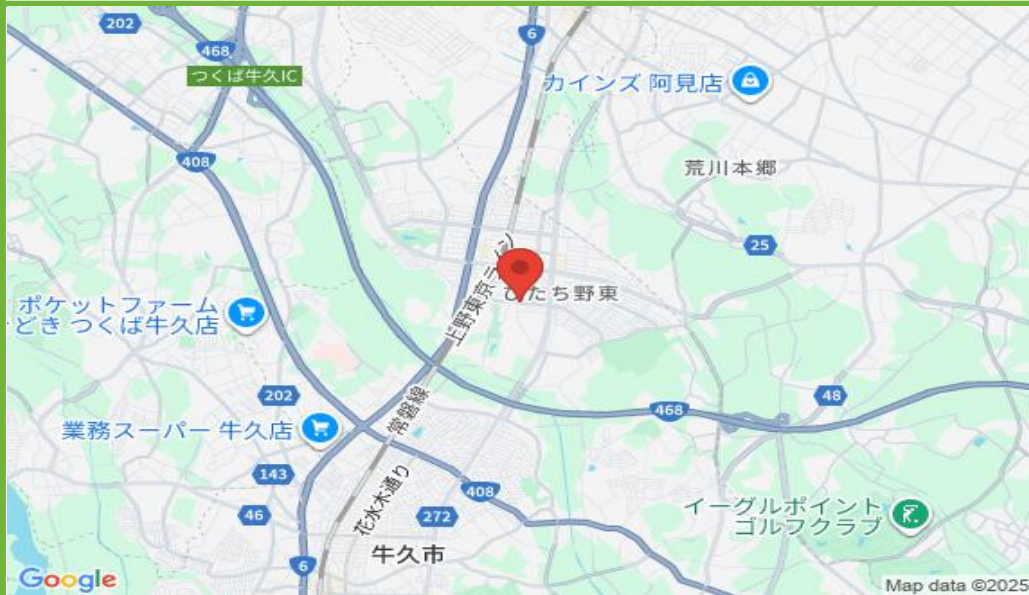 202
468
6
つくば牛久IC
カインズ 阿見店
408
荒川本郷
25
上野東京ライン
ひたち野東
ポケットファーム
どき つくば牛久店
202
常磐線
468
48
業務スーパー 牛久店
143
花水木通り
408
46
272
イーグルポイント
ゴルフクラブ
牛久市
6
Google
Map data ©2025